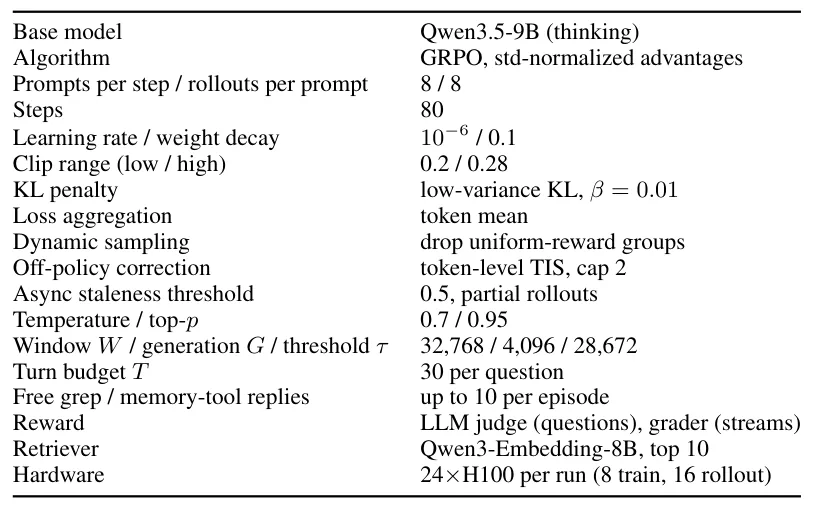 Base model Qwen3.5-9B (thinking)
Algorithm GRPO, std-normalized advantages
Prompts per step / rollouts per prompt 8 / 8
Steps 80
Learning rate / weight decay 10⁻⁶ / 0.1
Clip range (low / high) 0.2 / 0.28
KL penalty low-variance KL, β = 0.01
Loss aggregation token mean
Dynamic sampling drop uniform-reward groups
Off-policy correction token-level TIS, cap 2
Async staleness threshold 0.5, partial rollouts
Temperature / top-p 0.7 / 0.95
Window W / generation G / threshold τ 32,768 / 4,096 / 28,672
Turn budget T 30 per question
Free grep / memory-tool replies up to 10 per episode
Reward LLM judge (questions), grader (streams)
Retriever Qwen3-Embedding-8B, top 10
Hardware 24×H100 per run (8 train, 16 rollout)